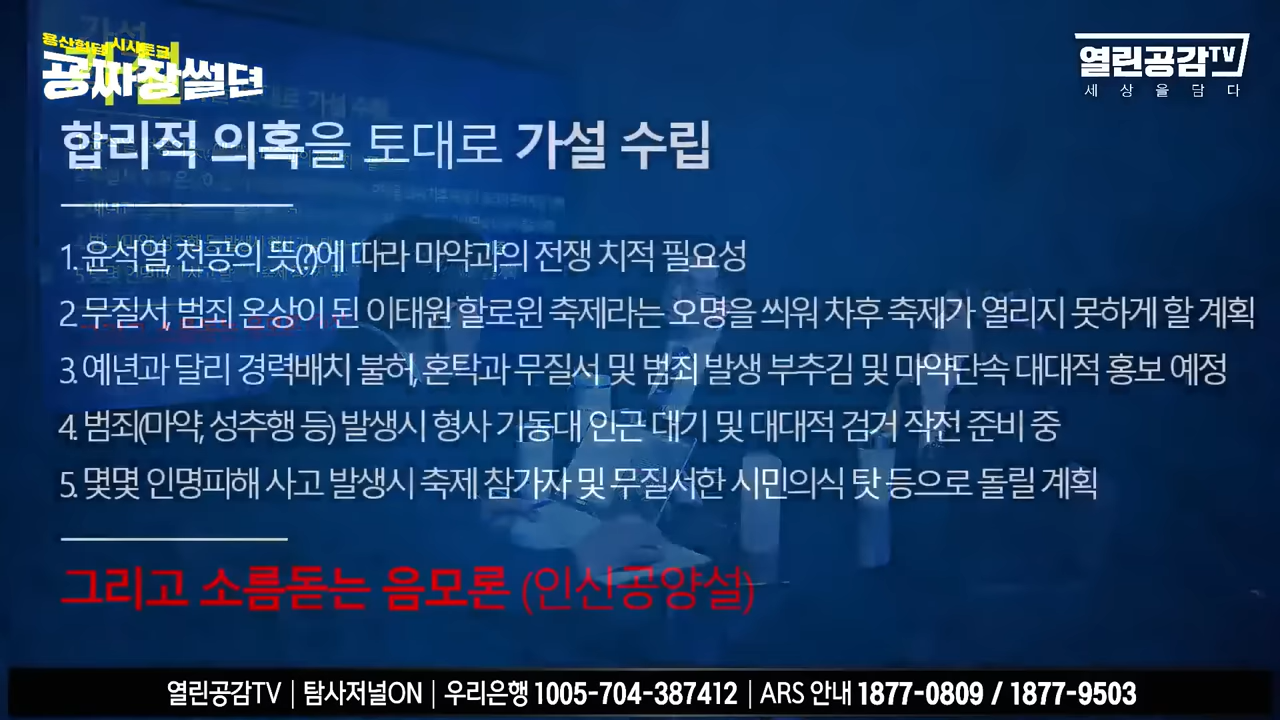 용산헐덥 시사토크
공짜장썰뎐
열린공감TV
세상을담다
합리적 의혹을 토대로 가설 수립
1. 윤석열, 천공의 뜻(?)에 따라 마약과의 전쟁 치적 필요성
2. 무질서, 범죄 온상이 된 이태원 할로윈 축제라는 오명을 씌워 차후 축제가 열리지 못하게 할 계획
3. 예년과 달리 경력배치 불허, 혼탁과 무질서 및 범죄 발생 부추김 및 마약단속 대대적 홍보 예정
4. 범죄(마약, 성추행 등) 발생시 형사 기동대 인근 대기 및 대대적 검거 작전 준비 중
5. 몇몇 인명피해 사고 발생시 축제 참가자 및 무질서한 시민의식 탓 등으로 돌릴 계획
그리고 소름돋는 음모론 (인신공양설)
열린공감TV | 탐사저널ON | 우리은행 1005-704-387412 | ARS 안내 1877-0809 / 1877-9503